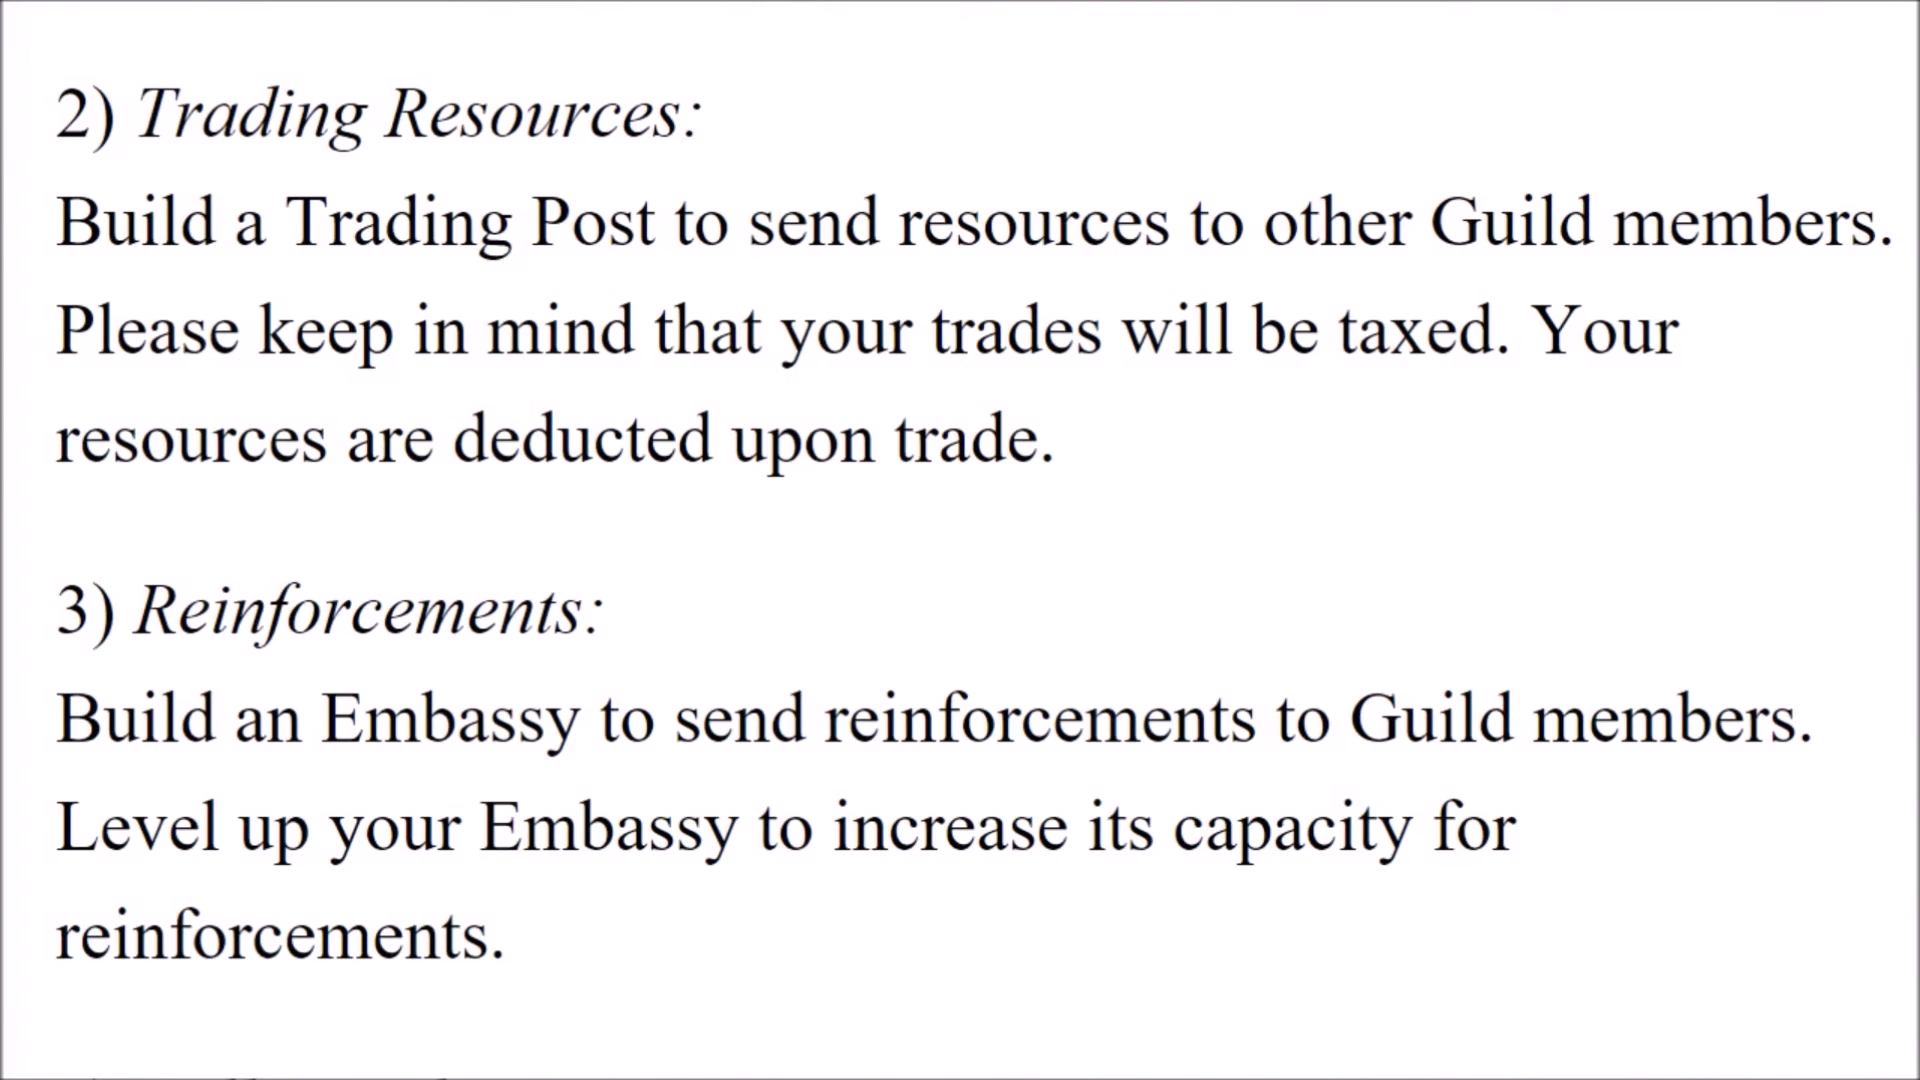 2) Trading Resources:
Build a Trading Post to send resources to other Guild members.
Please keep in mind that your trades will be taxed. Your
resources are deducted upon trade.
3) Reinforcements:
Build an Embassy to send reinforcements to Guild members.
Level up your Embassy to increase its capacity for
reinforcements.